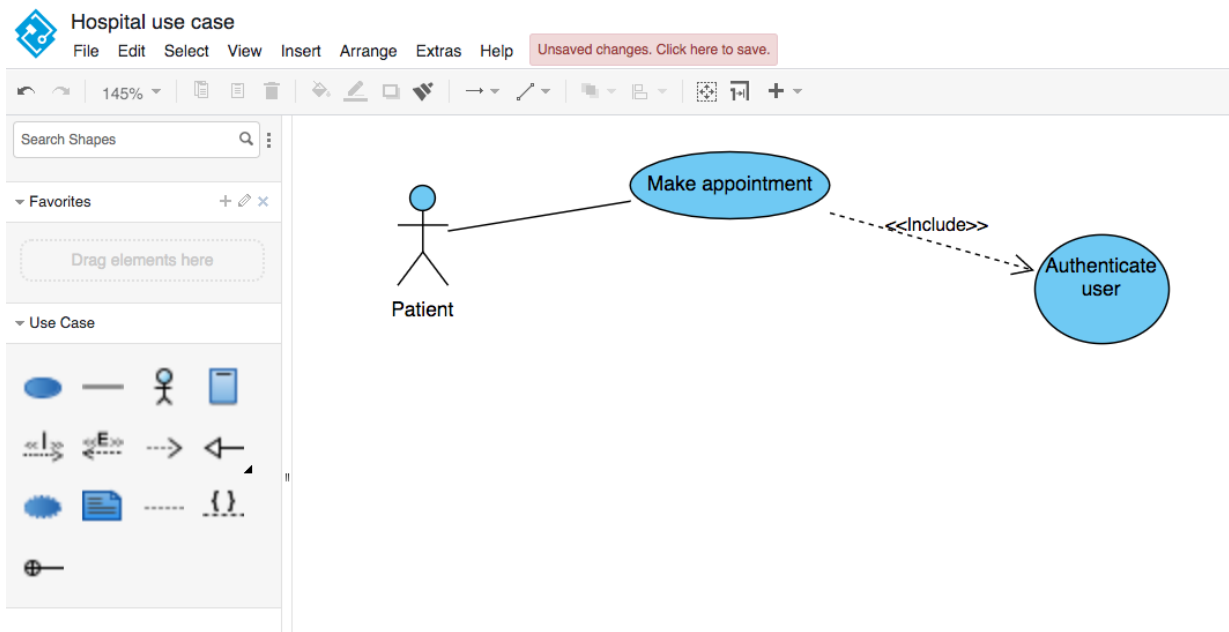 Hospital use case
File Edit Select View Insert Arrange Extras Help Unsaved changes. Click here to save.
145%
Search Shapes
Favorites
Drag elements here
Use Case
<<I>>
<<E>>
{ }
Make appointment
<<Include>>
Authenticate
user
Patient